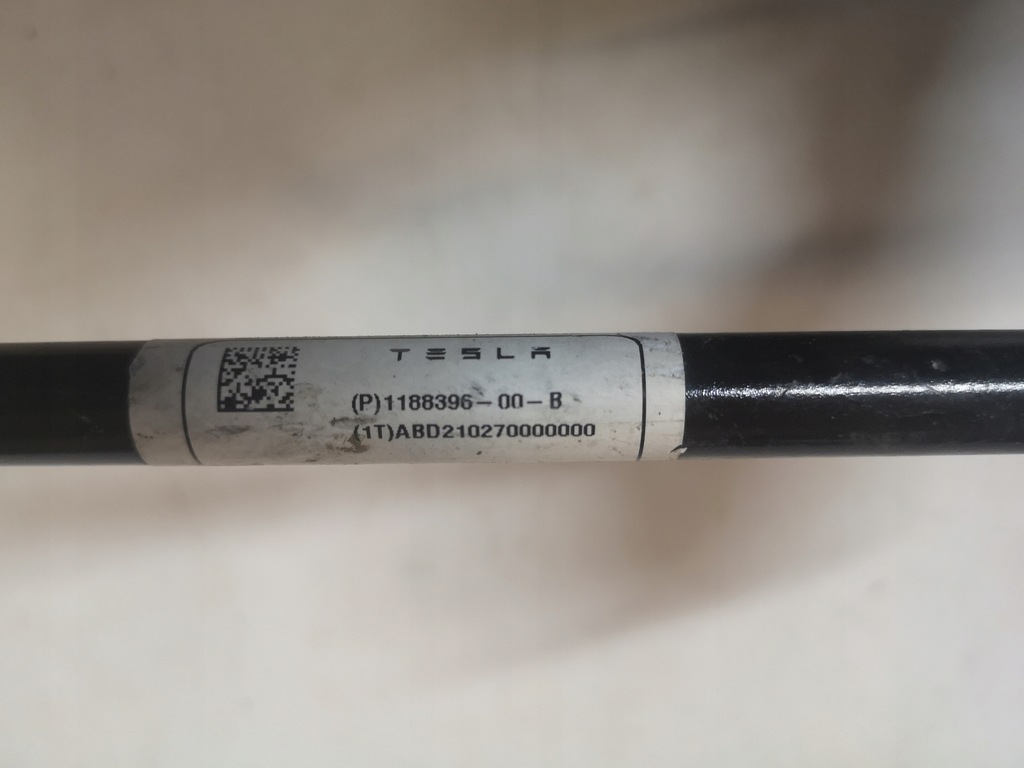 TESLA
(P)1188396-00-B
(1T)ABD210270000000